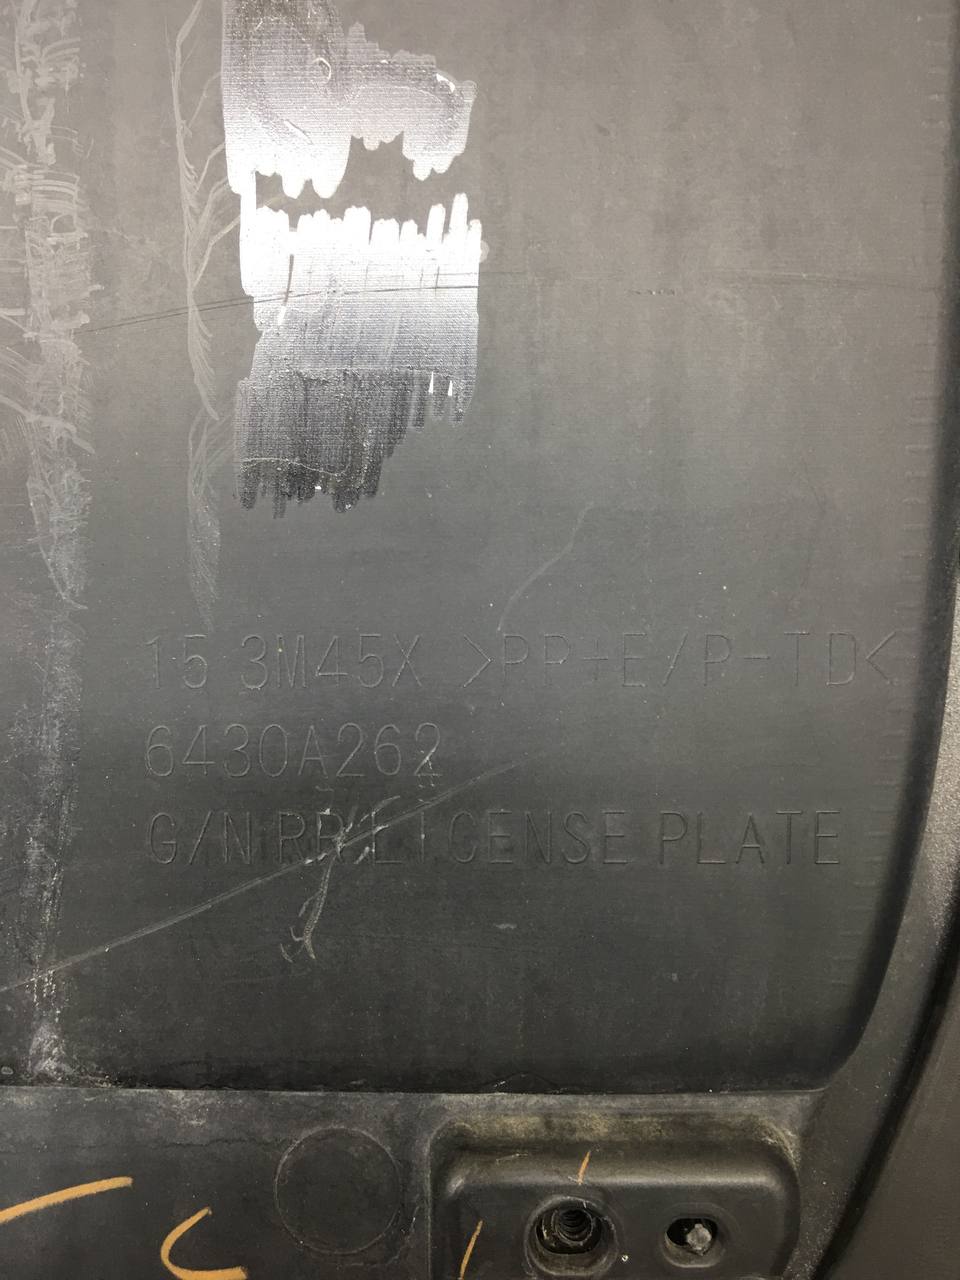 15 3M45X >PP+E/P-TD<
6430A262
G/N RR LICENSE PLATE